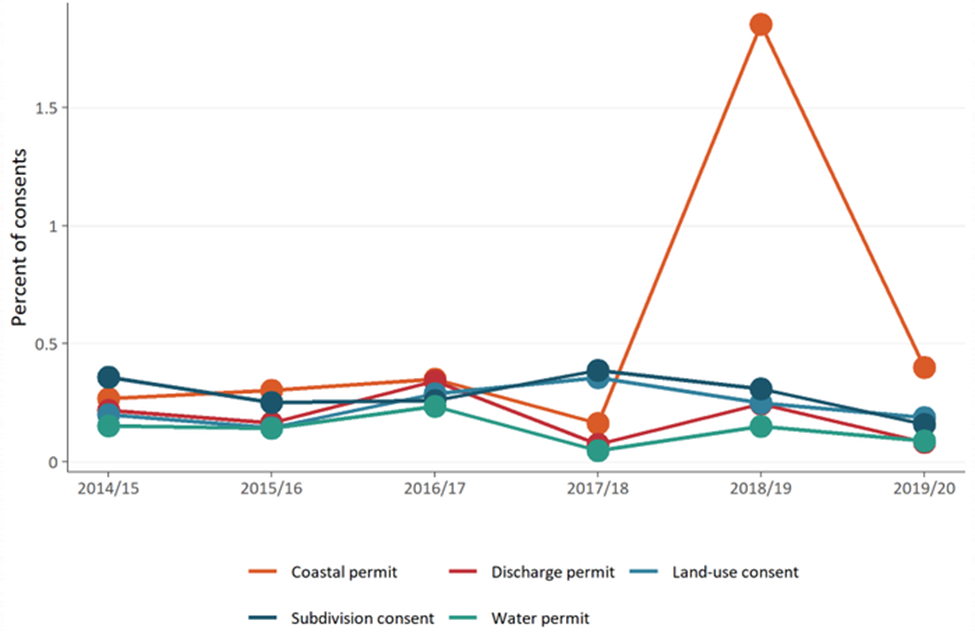 Percent of consents
1.5
1
0.5
0
2014/15 2015/16 2016/17 2017/18 2018/19 2019/20
Coastal permit Discharge permit Land-use consent
Subdivision consent Water permit